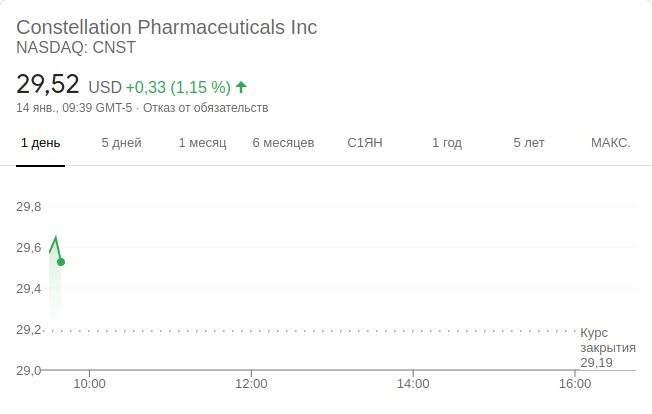 Constellation Pharmaceuticals Inc
NASDAQ: CNST
29,52 USD +0,33 (1,15 %)
14 янв., 09:39 GMT-5 · Отказ от обязательств
1 день 5 дней 1 месяц 6 месяцев С1ЯН 1 год 5 лет МАКС.
29,8
29,6
29,4
29,2
Курс
закрытия
29,19
29,0
10:00 12:00 14:00 16:00